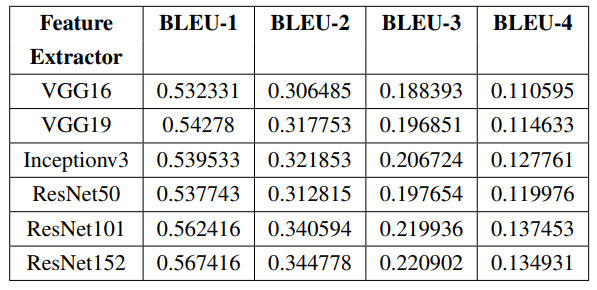 Feature Extractor BLEU-1 BLEU-2 BLEU-3 BLEU-4
VGG16 0.532331 0.306485 0.188393 0.110595
VGG19 0.54278 0.317753 0.196851 0.114633
Inceptionv3 0.539533 0.321853 0.206724 0.127761
ResNet50 0.537743 0.312815 0.197654 0.119976
ResNet101 0.562416 0.340594 0.219936 0.137453
ResNet152 0.567416 0.344778 0.220902 0.134931